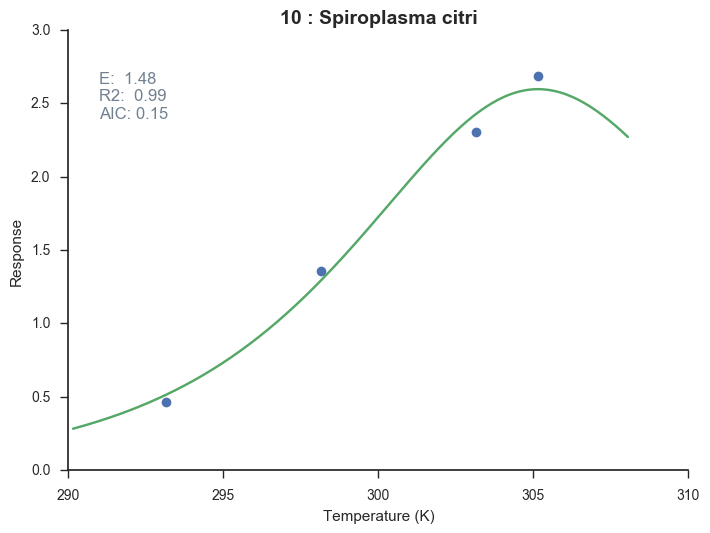 10 : Spiroplasma citri
3.0
E:  1.48
R2:  0.99
AIC: 0.15
2.5
2.0
1.5
1.0
0.5
0.0
Response
290
295
300
305
310
Temperature (K)